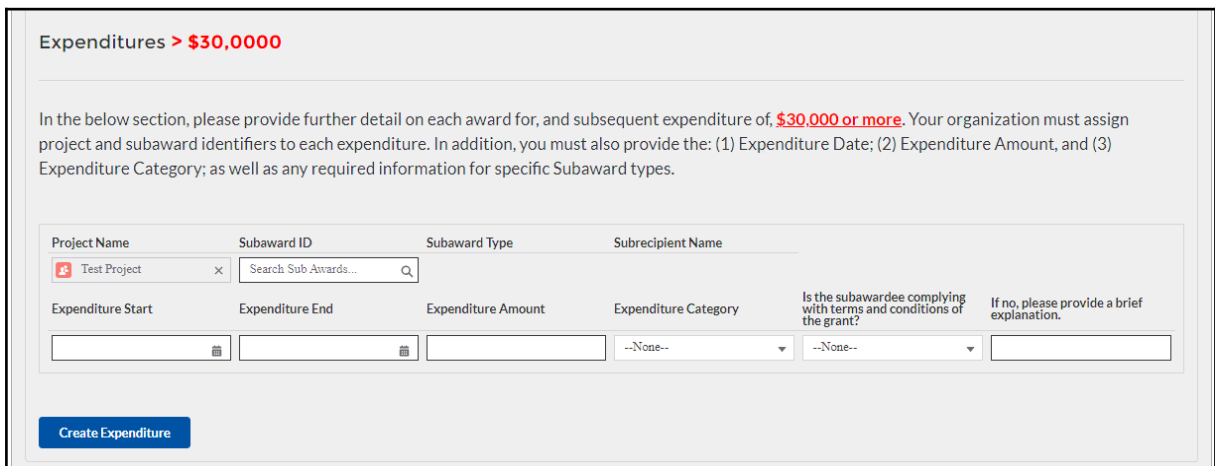 Expenditures > $30,0000
In the below section, please provide further detail on each award for, and subsequent expenditure of, $30,000 or more. Your organization must assign
project and subaward identifiers to each expenditure. In addition, you must also provide the: (1) Expenditure Date; (2) Expenditure Amount, and (3)
Expenditure Category; as well as any required information for specific Subaward types.
Project Name Subaward ID Subaward Type Subrecipient Name
Test Project Search Sub Awards...
Expenditure Start Expenditure End Expenditure Amount Expenditure Category Is the subawardee complying with terms and conditions of the grant? If no, please provide a brief explanation.
--None-- --None--
Create Expenditure